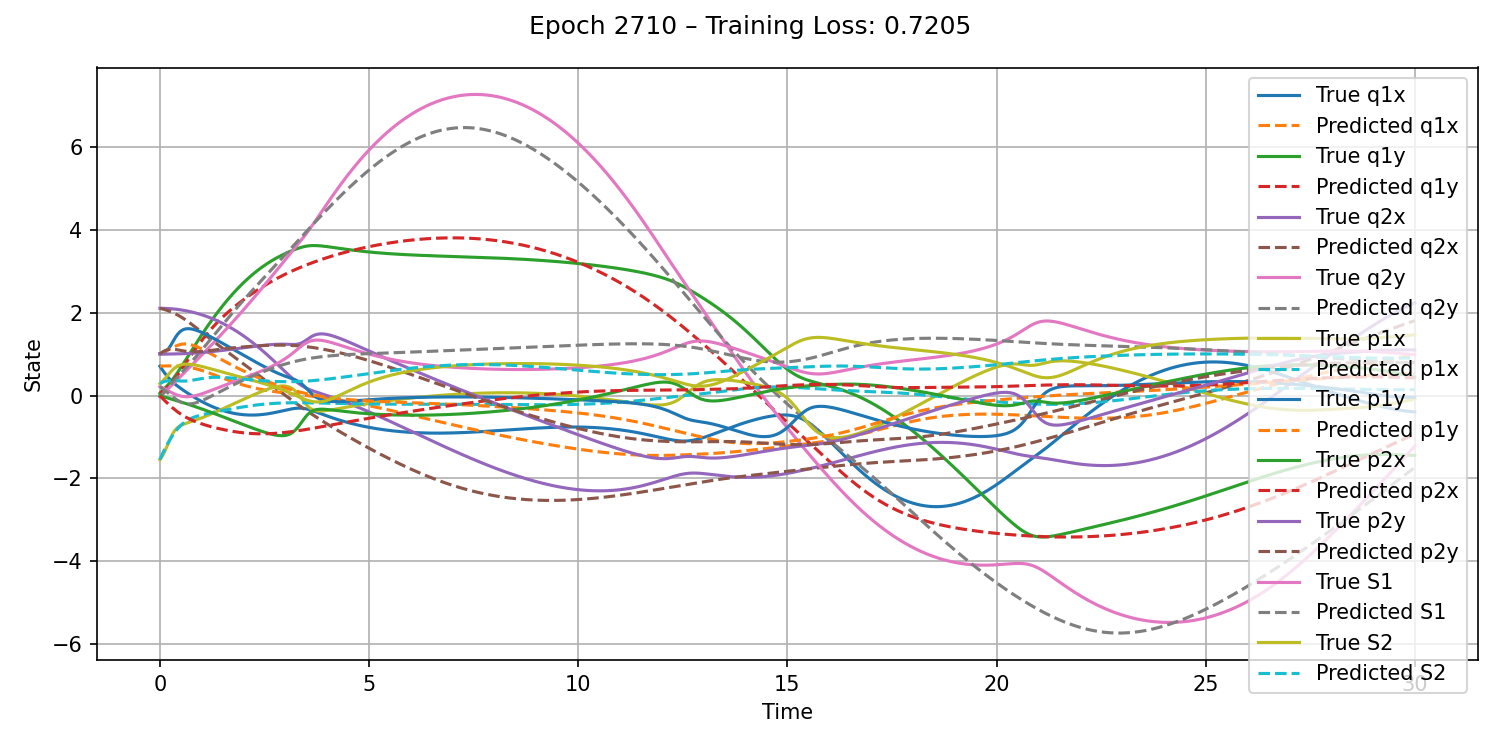 Epoch 2710 – Training Loss: 0.7205
State
6
4
2
0
−2
−4
−6
0
5
10
15
20
25
30
Time
True q1x
Predicted q1x
True q1y
Predicted q1y
True q2x
Predicted q2x
True q2y
Predicted q2y
True p1x
Predicted p1x
True p1y
Predicted p1y
True p2x
Predicted p2x
True p2y
Predicted p2y
True S1
Predicted S1
True S2
Predicted S2